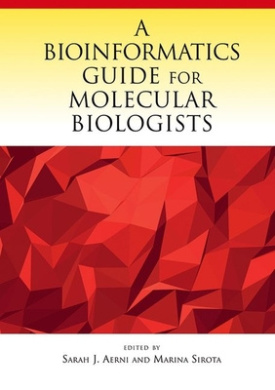 A
BIOINFORMATICS
GUIDE FOR
MOLECULAR
BIOLOGISTS
EDITED BY
SARAH J. AERNI AND MARINA SIROTA